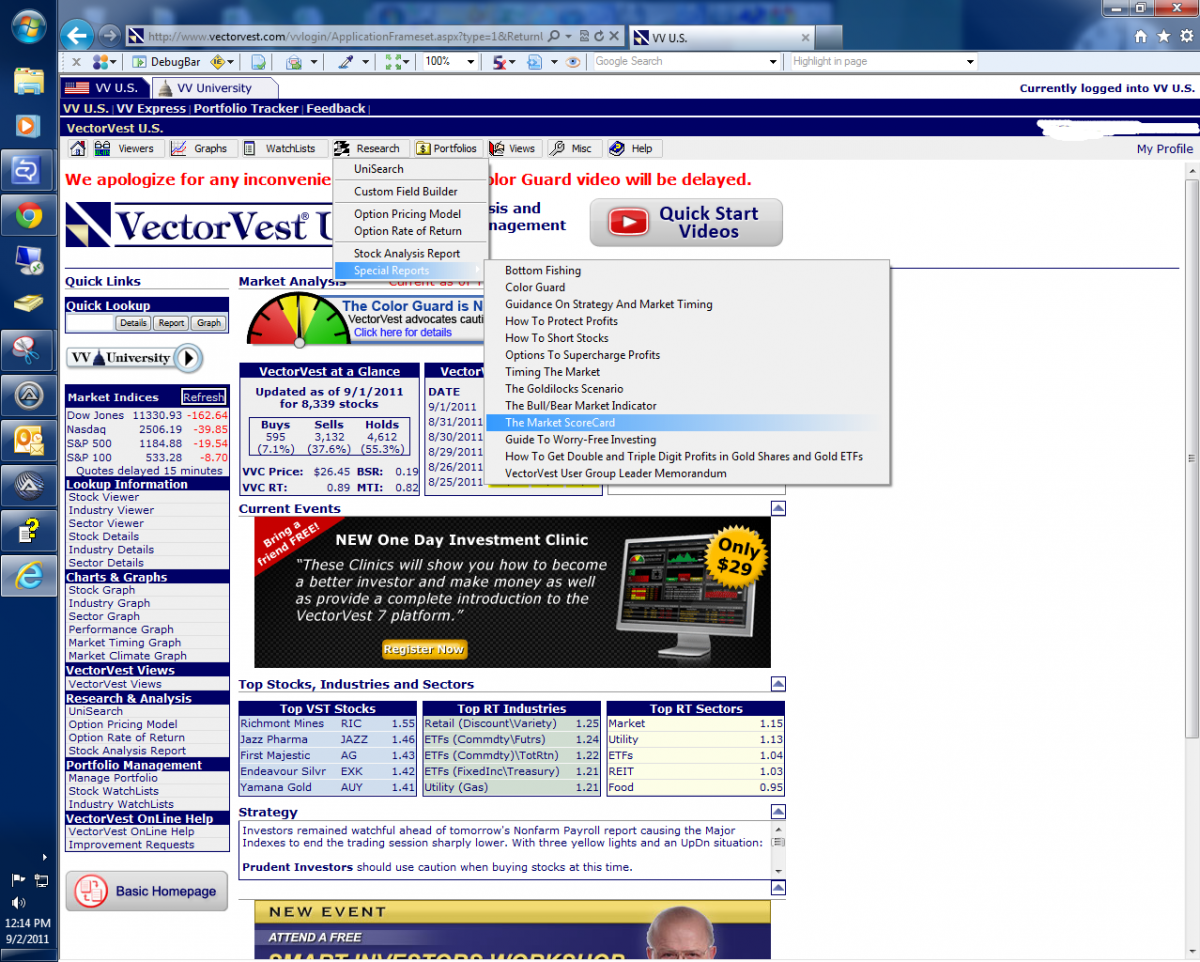 http://www.vectorvest.com/vvlogin/ApplicationFrameset.aspx?type=1&Return
VV U.S.
DebugBar
100%
Google Search
Highlight in page
VV U.S.
VV University
Currently logged into VV U.S.
VV U.S. | VV Express | Portfolio Tracker | Feedback |
VectorVest U.S.
Viewers Graphs WatchLists Research Portfolios Views Misc Help
My Profile
We apologize for any inconvenie
olor Guard video will be delayed.
UniSearch
Custom Field Builder
Option Pricing Model
Option Rate of Return
Stock Analysis Report
Special Reports
VectorVest® U
sis and
nagement
Quick Start
Videos
Bottom Fishing
Color Guard
Guidance On Strategy And Market Timing
How To Protect Profits
How To Short Stocks
Options To Supercharge Profits
Timing The Market
The Goldilocks Scenario
The Bull/Bear Market Indicator
The Market ScoreCard
Guide To Worry-Free Investing
How To Get Double and Triple Digit Profits in Gold Shares and Gold ETFs
VectorVest User Group Leader Memorandum
Quick Links
Quick Lookup
Details Report Graph
VV University
Market Indices Refresh
Dow Jones 11330.93 -162.64
Nasdaq 2506.19 -39.85
S&P 500 1184.88 -19.54
S&P 100 533.28 -8.70
Quotes delayed 15 minutes
Lookup Information
Stock Viewer
Industry Viewer
Sector Viewer
Stock Details
Industry Details
Sector Details
Charts & Graphs
Stock Graph
Industry Graph
Sector Graph
Performance Graph
Market Timing Graph
Market Climate Graph
VectorVest Views
VectorVest Views
Research & Analysis
UniSearch
Option Pricing Model
Option Rate of Return
Stock Analysis Report
Portfolio Management
Manage Portfolio
Stock WatchLists
Industry WatchLists
VectorVest OnLine Help
VectorVest OnLine Help
Improvement Requests
Basic Homepage
Market Analysis
The Color Guard is N
VectorVest advocates cauti
Click here for details
VectorVest at a Glance
Updated as of 9/1/2011
for 8,339 stocks
Buys Sells Holds
595 3,132 4,612
(7.1%) (37.6%) (55.3%)
VVC Price: $26.45 BSR: 0.19
VVC RT: 0.89 MTI: 0.82
Vector
DATE
9/1/2011
8/31/2011
8/30/2011
8/29/2011
8/26/2011
8/25/2011
Current Events
Bring a
friend FREE!
NEW One Day Investment Clinic
“These Clinics will show you how to become
a better investor and make money as well
as provide a complete introduction to the
VectorVest 7 platform.”
Register Now
Only
$29
Top Stocks, Industries and Sectors
Top VST Stocks
Richmont Mines RIC 1.55
Jazz Pharma JAZZ 1.46
First Majestic AG 1.43
Endeavour Silvr EXK 1.42
Yamana Gold AUY 1.41
Top RT Industries
Retail (Discount\Variety) 1.25
ETFs (Commdty\Futrs) 1.24
ETFs (Commdty)\TotRtn) 1.22
ETFs (FixedInc\Treasury) 1.21
Utility (Gas) 1.21
Top RT Sectors
Market 1.15
Utility 1.13
ETFs 1.04
REIT 1.03
Food 0.95
Strategy
Investors remained watchful ahead of tomorrow's Nonfarm Payroll report causing the Major
Indexes to end the trading session sharply lower. With three yellow lights and an UpDn situation:
Prudent Investors should use caution when buying stocks at this time.
NEW EVENT
ATTEND A FREE
SMART INVESTORS WORKSHOP
12:14 PM
9/2/2011